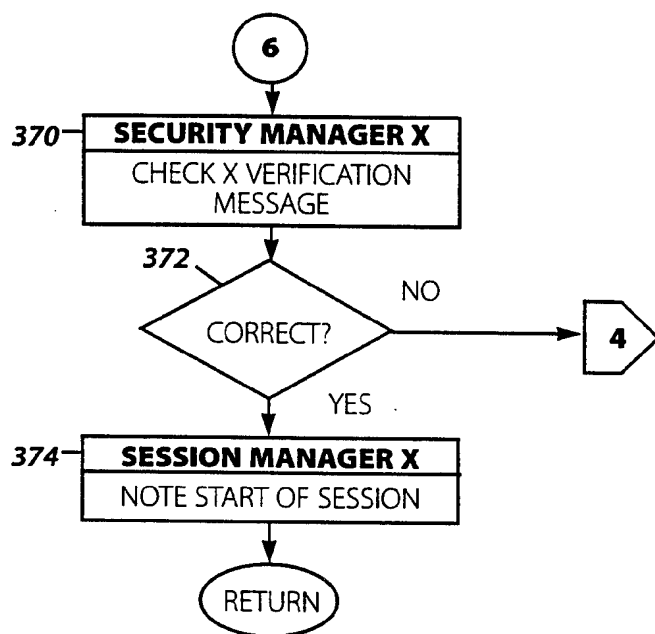 6
370
SECURITY MANAGER X
CHECK X VERIFICATION
MESSAGE
372
CORRECT?
NO
4
YES
374
SESSION MANAGER X
NOTE START OF SESSION
RETURN